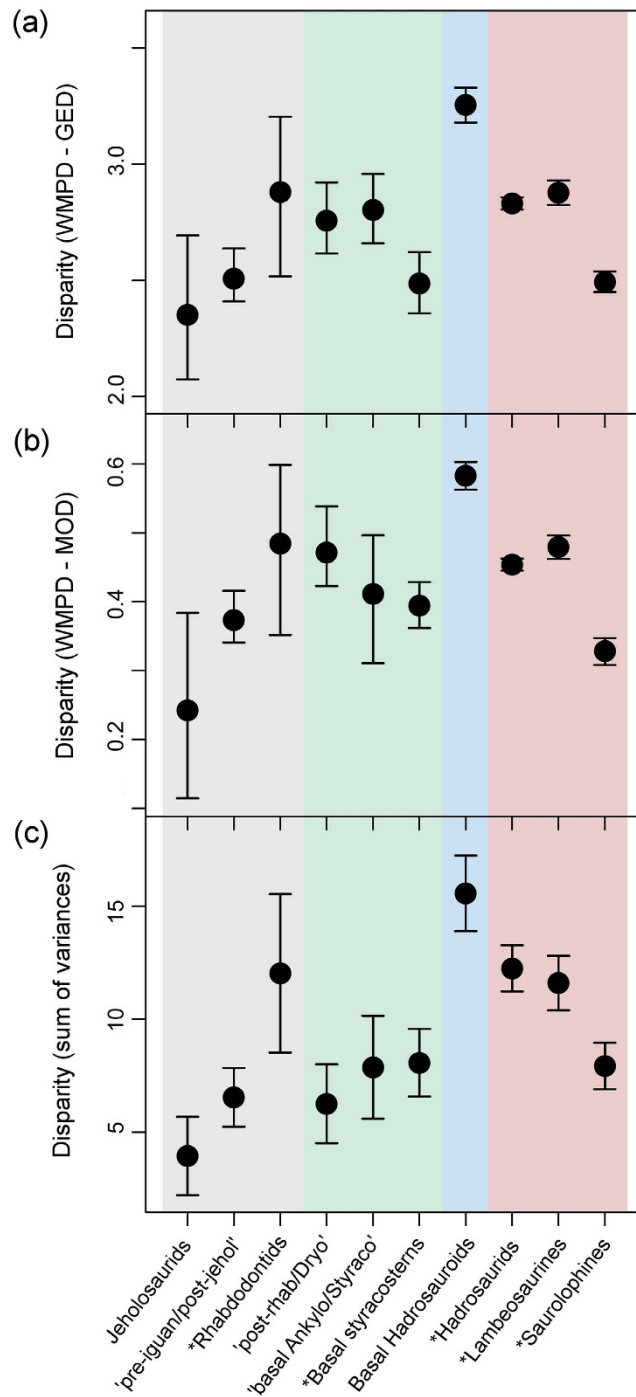 (a)
Disparity (WMPD - GED)
3.0
2.0
(b)
Disparity (WMPD - MOD)
0.6
0.4
0.2
(c)
Disparity (sum of variances)
15
10
5
Jeholosaurids
'pre-iguan/post-jehol'
*Rhabdodontids
'post-rhab/Dryo'
'basal Ankylo/Styraco'
*Basal styracosterns
Basal Hadrosauroids
*Hadrosaurids
*Lambeosaurines
*Saurolophines